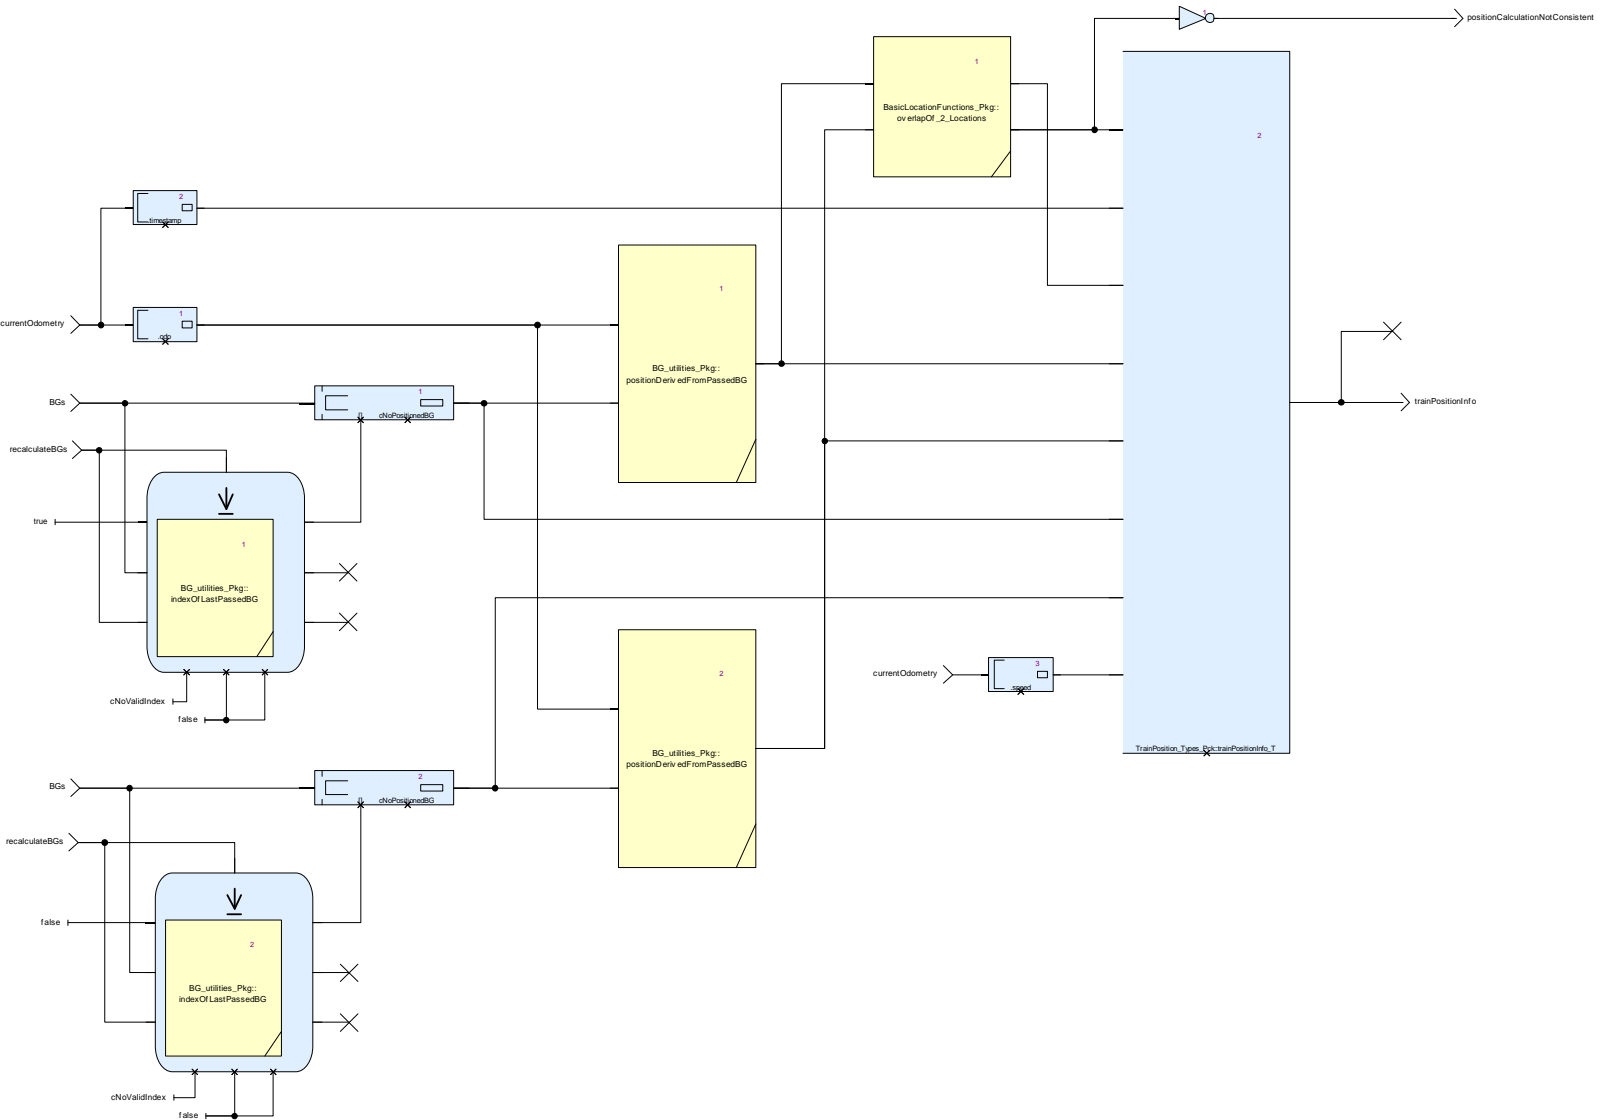 1
positionCalculationNotConsistent
1
BasicLocationFunctions_Pkg::
overlapOf_2_Locations
2
2
.timestamp
1
currentOdometry
1
.odo
BG_utilities_Pkg::
positionDerivedFromPassedBG
BGs
1
[]
cNoPositionedBG
trainPositionInfo
recalculateBGs
true
1
BG_utilities_Pkg::
indexOfLastPassedBG
cNoValidIndex
false
2
currentOdometry
3
.speed
BG_utilities_Pkg::
positionDerivedFromPassedBG
TrainPosition_Types_Pck::trainPositionInfo_T
BGs
2
[]
cNoPositionedBG
recalculateBGs
false
2
BG_utilities_Pkg::
indexOfLastPassedBG
cNoValidIndex
false